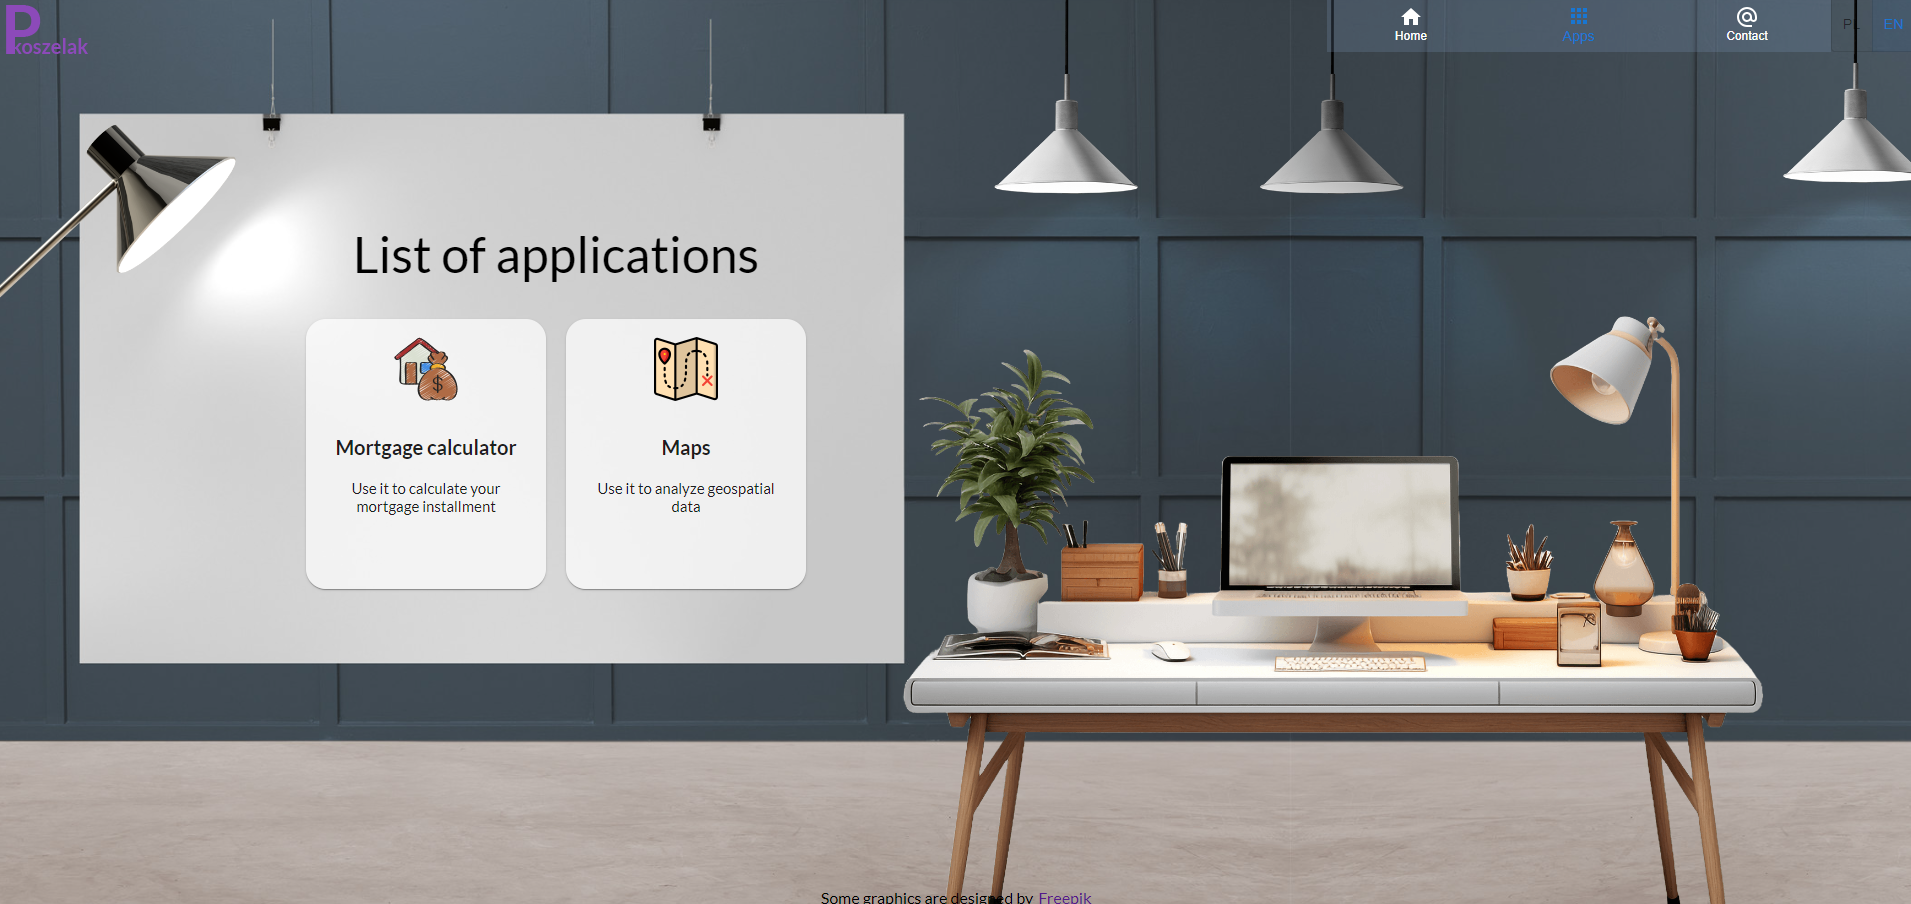 P
koszelak
Home
Apps
Contact
PL
EN
List of applications
Mortgage calculator
Use it to calculate your
mortgage installment
Maps
Use it to analyze geospatial
data
Some graphics are designed by Freepik